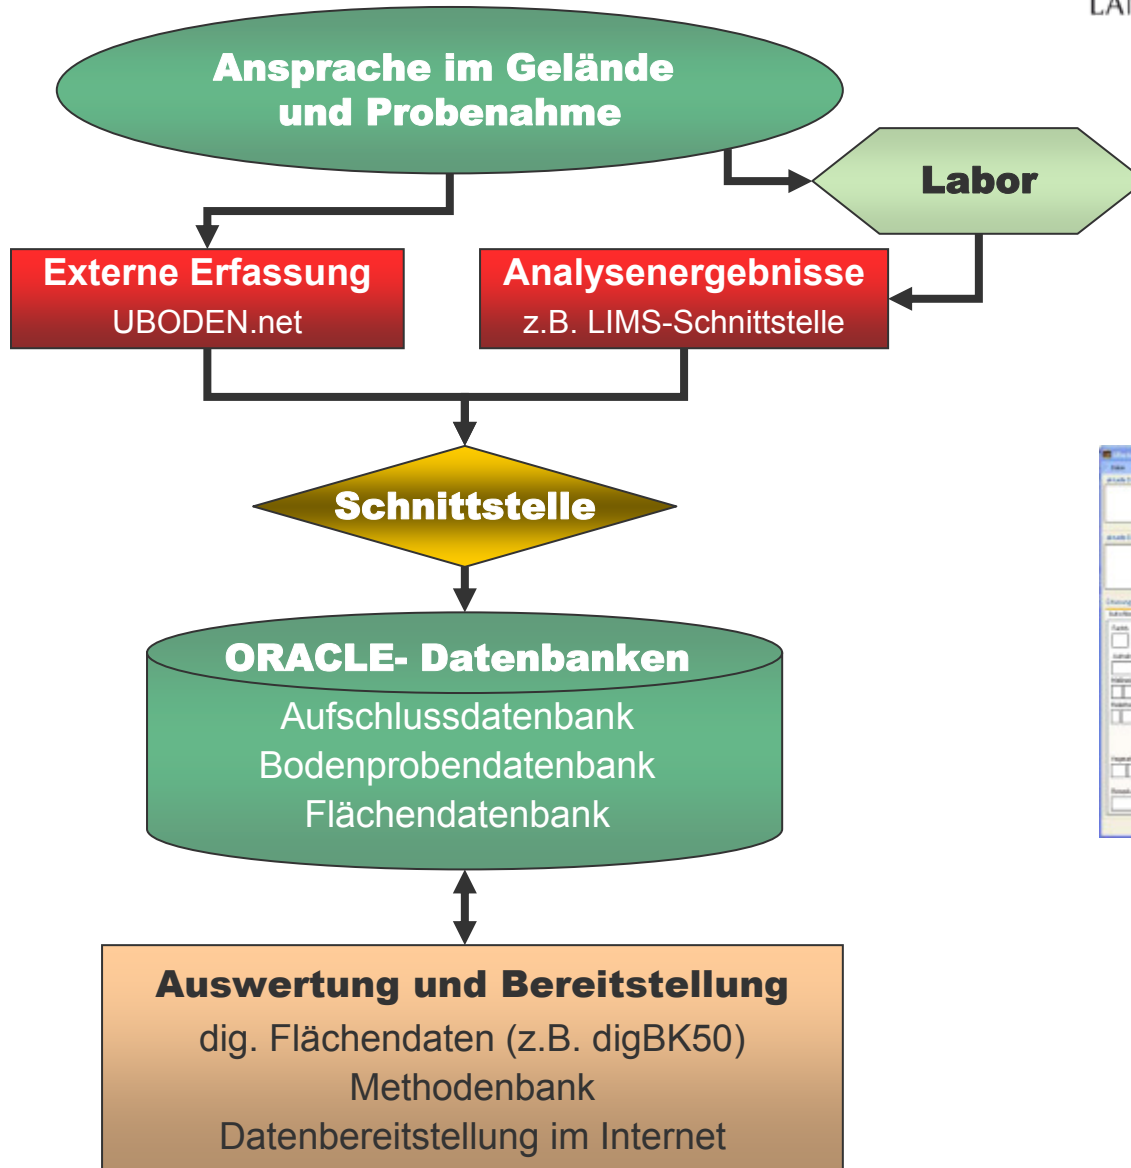 LA
Ansprache im Gelände
und Probenahme
Labor
Externe Erfassung
UBODEN.net
Analysenergebnisse
z.B. LIMS-Schnittstelle
Schnittstelle
ORACLE- Datenbanken
Aufschlussdatenbank
Bodenprobendatenbank
Flächendatenbank
Auswertung und Bereitstellung
dig. Flächendaten (z.B. digBK50)
Methodenbank
Datenbereitstellung im Internet